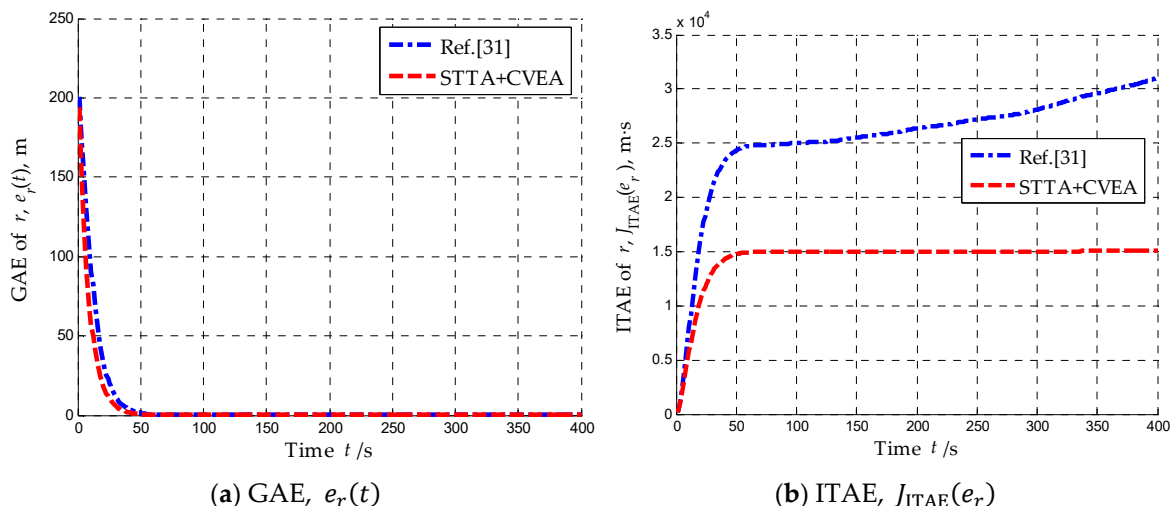 250
200
150
100
50
0
GAE of r, e_r(t), m
Ref.[31]
STTA+CVEA
0 50 100 150 200 250 300 350 400
Time t /s
(a) GAE, e_r(t)
x 10^4
3.5
3
2.5
2
1.5
1
0.5
0
ITAE of r, J_ITAE(e_r), m·s
Ref.[31]
STTA+CVEA
0 50 100 150 200 250 300 350 400
Time t /s
(b) ITAE, J_ITAE(e_r)